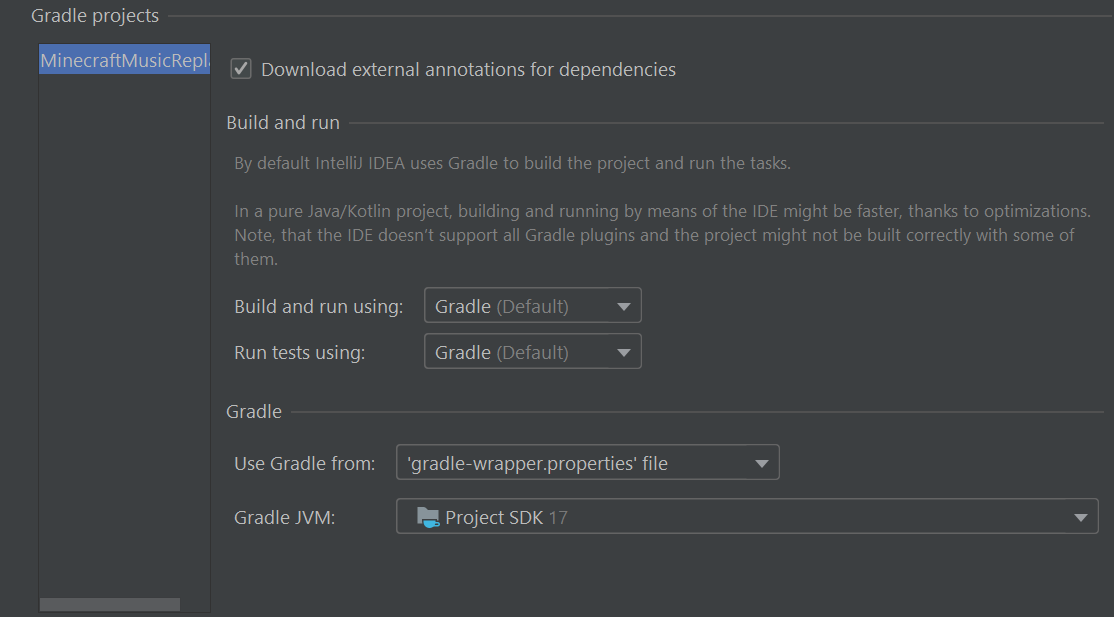 Gradle projects
MinecraftMusicRepl
Download external annotations for dependencies
Build and run
By default IntelliJ IDEA uses Gradle to build the project and run the tasks.
In a pure Java/Kotlin project, building and running by means of the IDE might be faster, thanks to optimizations.
Note, that the IDE doesn't support all Gradle plugins and the project might not be built correctly with some of
them.
Build and run using: Gradle (Default)
Run tests using: Gradle (Default)
Gradle
Use Gradle from: 'gradle-wrapper.properties' file
Gradle JVM: Project SDK 17